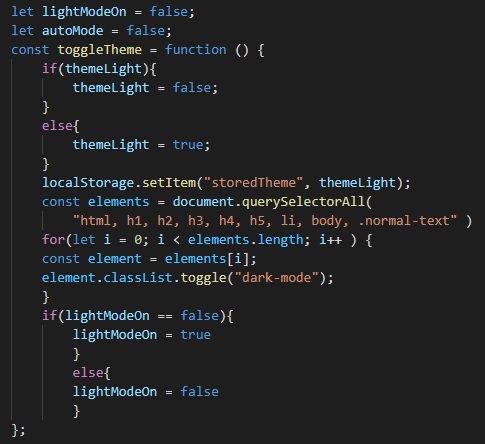 let lightModeOn = false;
let autoMode = false;
const toggleTheme = function () {
    if(themeLight){
        themeLight = false;
    }
    else{
        themeLight = true;
    }
    localStorage.setItem("storedTheme", themeLight);
    const elements = document.querySelectorAll(
        "html, h1, h2, h3, h4, h5, li, body, .normal-text" )
    for(let i = 0; i < elements.length; i++ ) {
    const element = elements[i];
    element.classList.toggle("dark-mode");
    }
    if(lightModeOn == false){
        lightModeOn = true
        }
        else{
        lightModeOn = false
        }
};